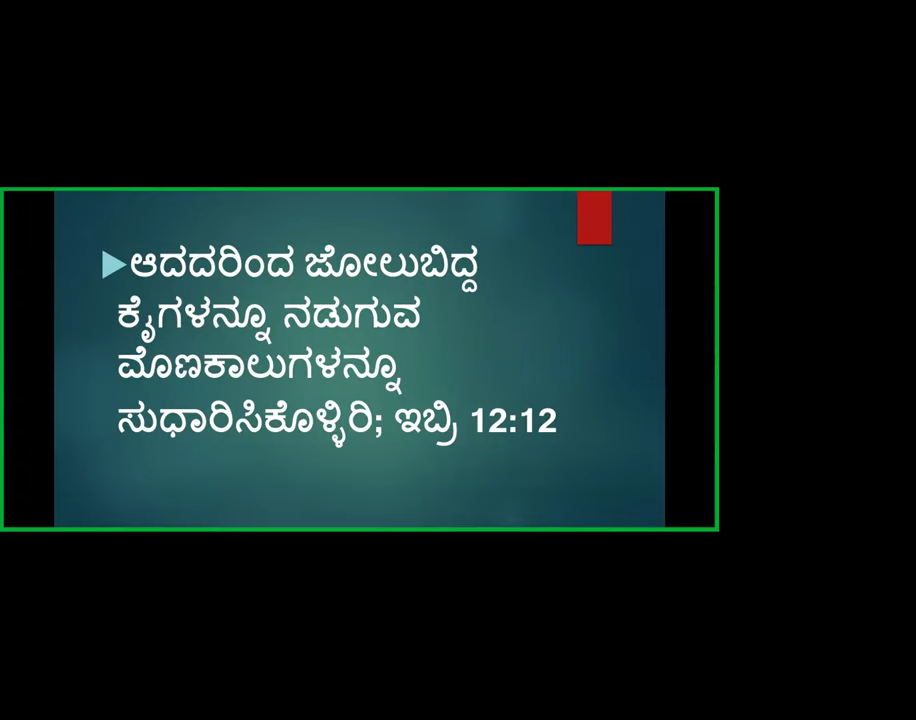 ಆದದರಿಂದ ಜೋಲುಬಿದ್ದ
ಕೈಗಳನ್ನೂ ನಡುಗುವ
ಮೊಣಕಾಲುಗಳನ್ನೂ
ಸುಧಾರಿಸಿಕೊಳ್ಳಿರಿ; ಇಬ್ರಿ 12:12